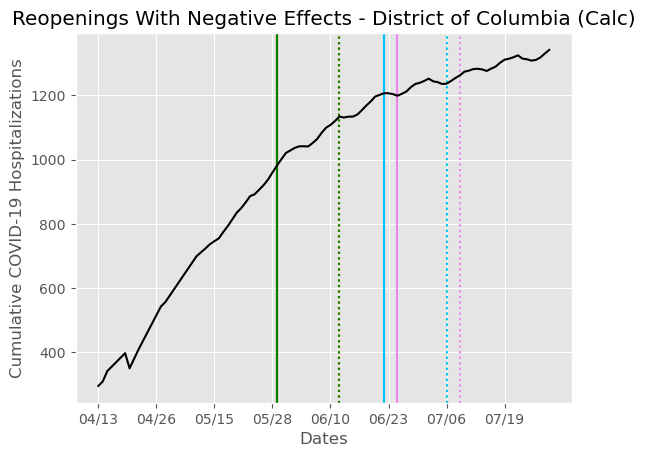 Reopenings With Negative Effects - District of Columbia (Calc)
Cumulative COVID-19 Hospitalizations
1200
1000
800
600
400
04/13 04/26 05/15 05/28 06/10 06/23 07/06 07/19
Dates